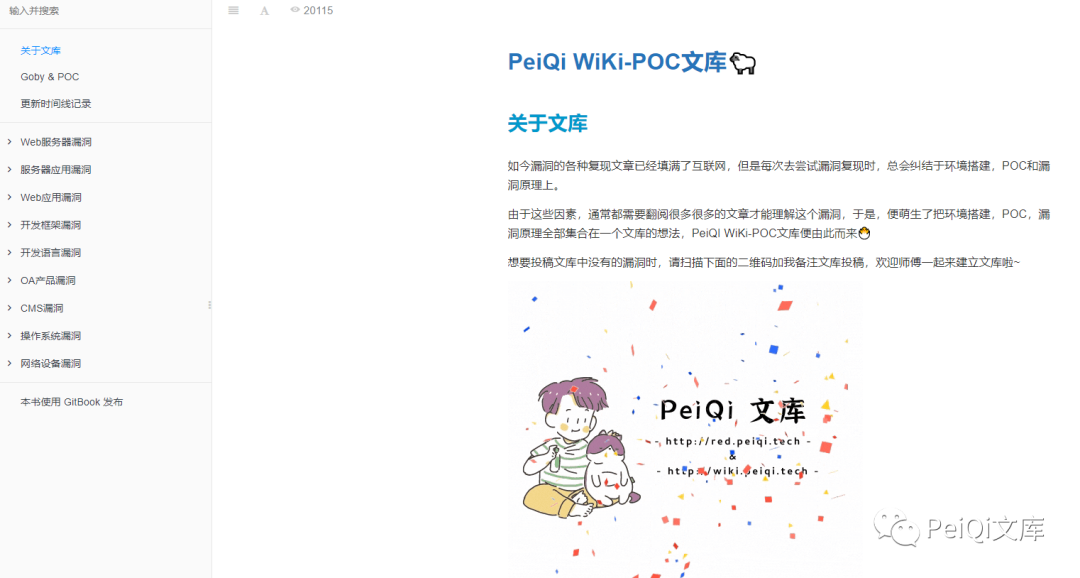 输入并搜索
A
20115
关于文库
Goby & POC
更新时间线记录
Web服务器漏洞
服务器应用漏洞
Web应用漏洞
开发框架漏洞
开发语言漏洞
OA产品漏洞
CMS漏洞
操作系统漏洞
网络设备漏洞
本书使用 GitBook 发布
PeiQi WiKi-POC文库🐑
关于文库
如今漏洞的各种复现文章已经填满了互联网，但是每次去尝试漏洞复现时，总会纠结于环境搭建，POC和漏
洞原理上。
由于这些因素，通常都需要翻阅很多很多的文章才能理解这个漏洞，于是，便萌生了把环境搭建，POC，漏
洞原理全部集合在一个文库的想法，PeiQI WiKi-POC文库便由此而来🐣
想要投稿文库中没有的漏洞时，请扫描下面的二维码加我备注文库投稿，欢迎师傅一起来建立文库啦~
PeiQi 文库
- http://red.peiqi.tech -
&
- http://wiki.peiqi.tech -
PeiQi文库